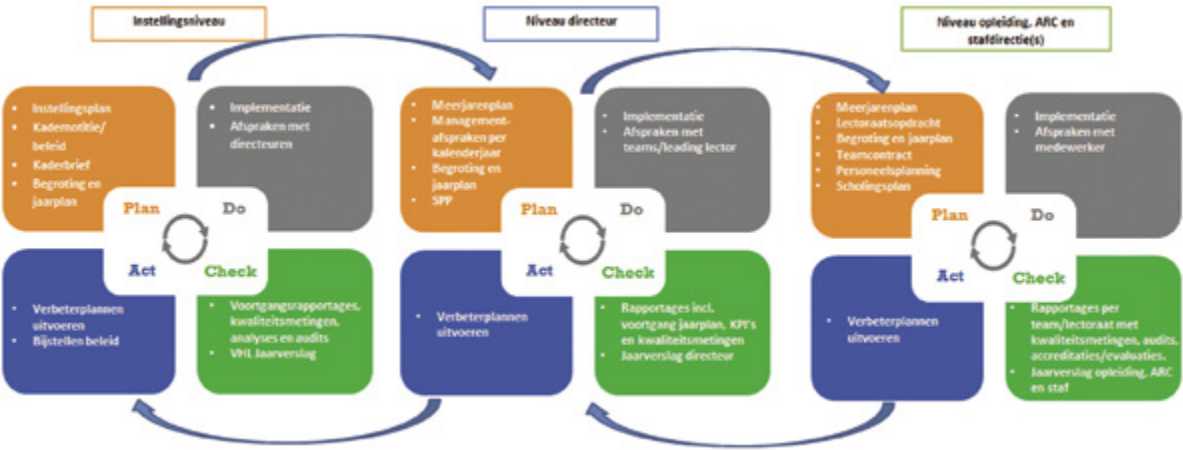 Instellingsniveau
Niveau directeur
Niveau opleiding, ARC en
stafdirectie(s)
• Instellingsplan
• Kadernotitie/
beleid
• Kaderbrief
• Begroting en
jaarplan
• Implementatie
• Afspraken met
directeuren
Plan
Do
Act
Check
• Verbeterplannen
uitvoeren
• Bijstellen beleid
• Voortgangsrapportages,
kwaliteitsmetingen,
analyses en audits
• VHL Jaarverslag
• Meerjarenplan
• Management-
afspraken per
kalenderjaar
• Begroting en
jaarplan
• SPP
• Implementatie
• Afspraken met
teams/leading lector
Plan
Do
Act
Check
• Verbeterplannen
uitvoeren
• Rapportages incl.
voortgang jaarplan, KPI's
en kwaliteitsmetingen
• Jaarverslag directeur
• Meerjarenplan
• Lectoraatsopdracht
• Begroting en jaarplan
• Teamcontract
• Personeelsplanning
• Scholingsplan
• Implementatie
• Afspraken met
medewerker
Plan
Do
Act
Check
• Verbeterplannen
uitvoeren
• Rapportages per
team/lectoraat met
kwaliteitsmetingen, audits,
accreditaties/evaluaties.
• Jaarverslag opleiding, ARC
en staf